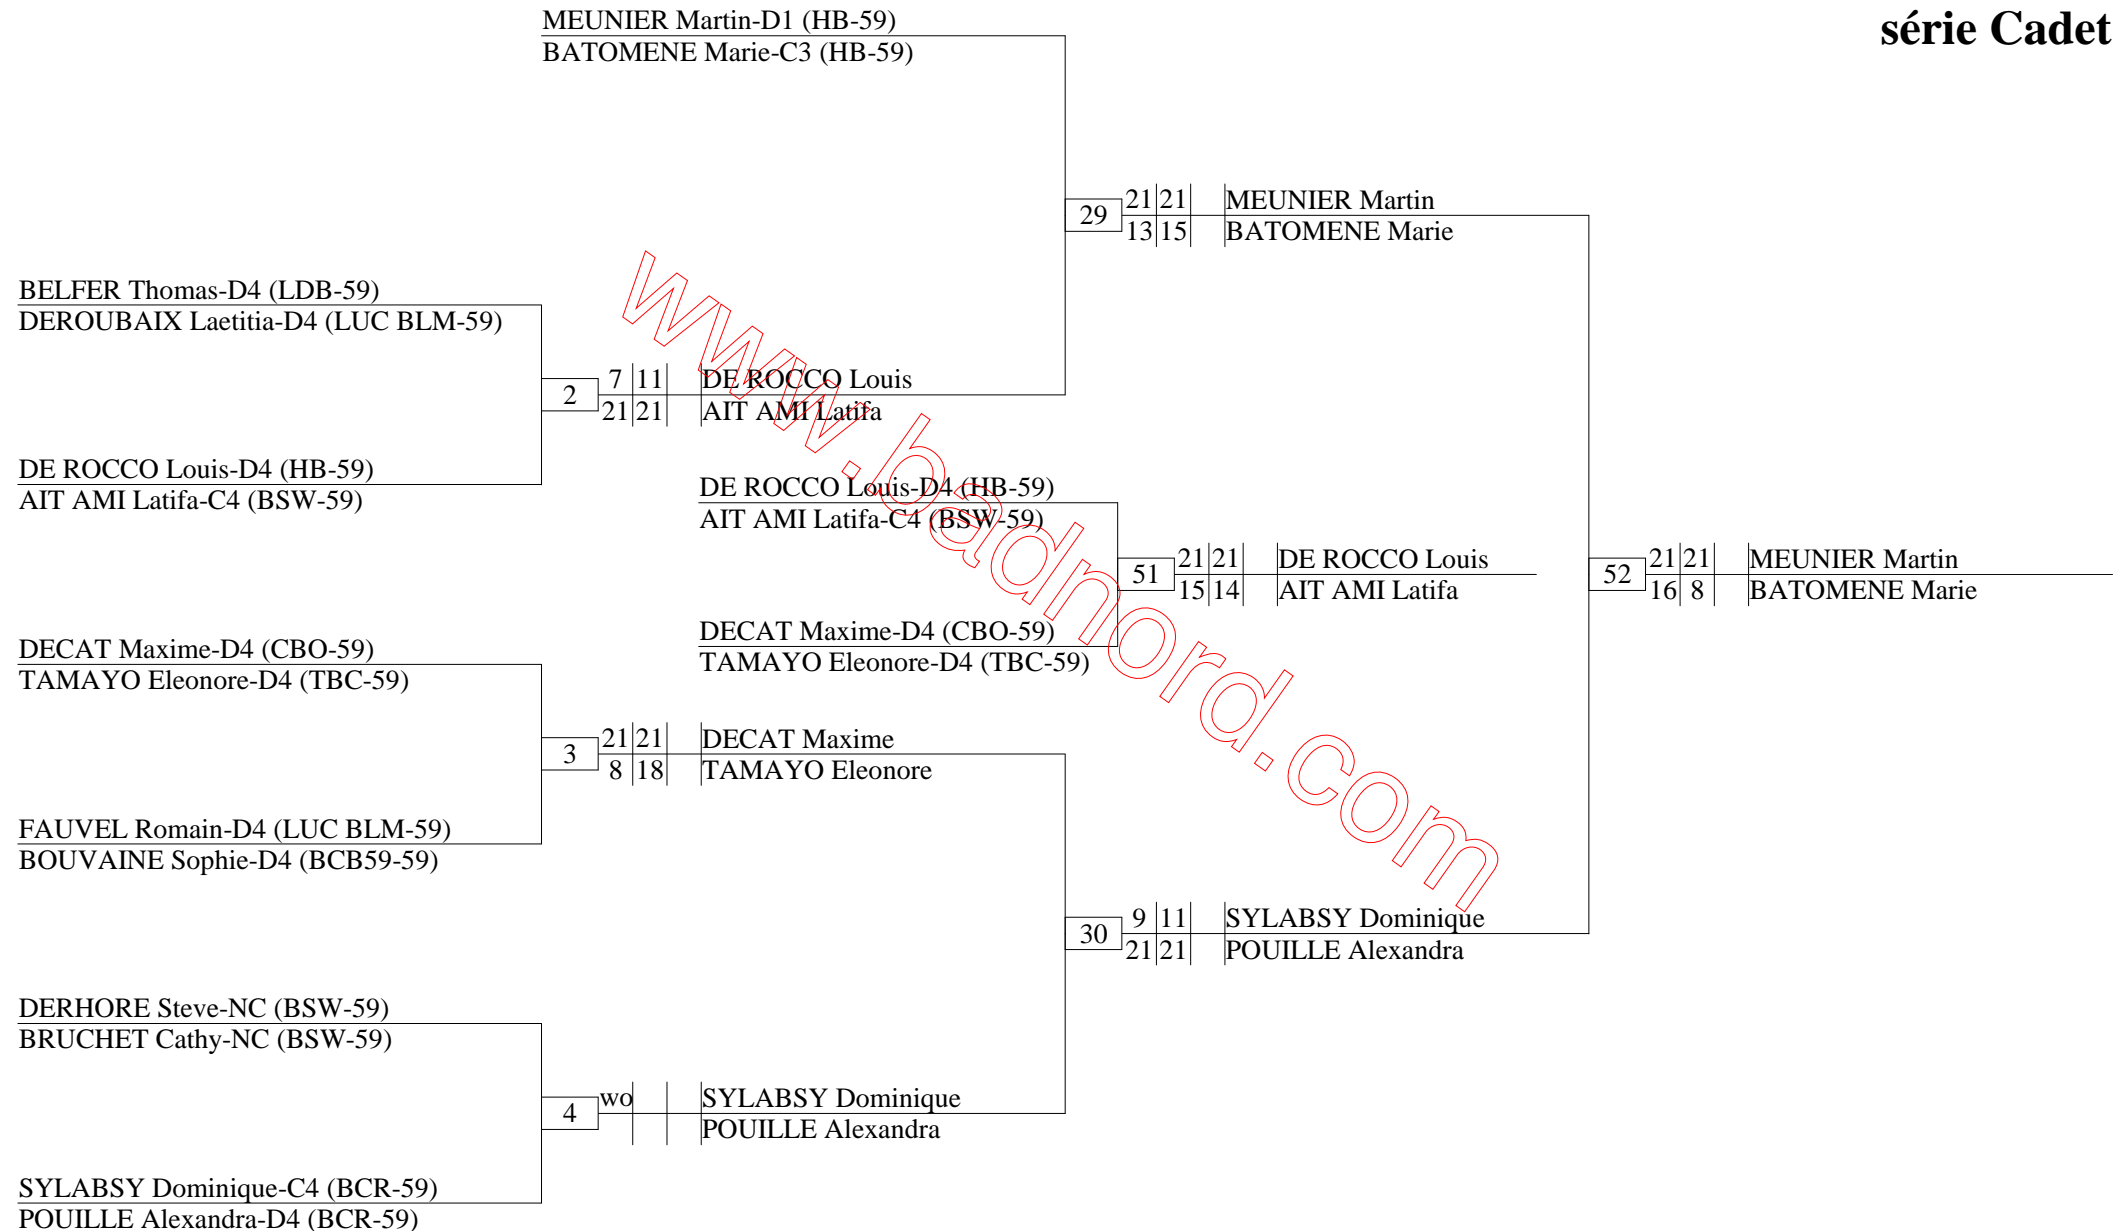 série Cadet
MEUNIER Martin-D1 (HB-59)
BATOMENE Marie-C3 (HB-59)
29
21 21
13 15
MEUNIER Martin
BATOMENE Marie
BELFER Thomas-D4 (LDB-59)
DEROUBAIX Laetitia-D4 (LUC BLM-59)
2
7 11
21 21
DE ROCCO Louis
AIT AMI Latifa
DE ROCCO Louis-D4 (HB-59)
AIT AMI Latifa-C4 (BSW-59)
DE ROCCO Louis-D4 (HB-59)
AIT AMI Latifa-C4 (BSW-59)
51
21 21
15 14
DE ROCCO Louis
AIT AMI Latifa
52
21 21
16 8
MEUNIER Martin
BATOMENE Marie
DECAT Maxime-D4 (CBO-59)
TAMAYO Eleonore-D4 (TBC-59)
DECAT Maxime-D4 (CBO-59)
TAMAYO Eleonore-D4 (TBC-59)
3
21 21
8 18
DECAT Maxime
TAMAYO Eleonore
FAUVEL Romain-D4 (LUC BLM-59)
BOUVAINE Sophie-D4 (BCB59-59)
30
9 11
21 21
SYLABSY Dominique
POUILLE Alexandra
DERHORE Steve-NC (BSW-59)
BRUCHET Cathy-NC (BSW-59)
4
wo
SYLABSY Dominique
POUILLE Alexandra
SYLABSY Dominique-C4 (BCR-59)
POUILLE Alexandra-D4 (BCR-59)
www.badnord.com